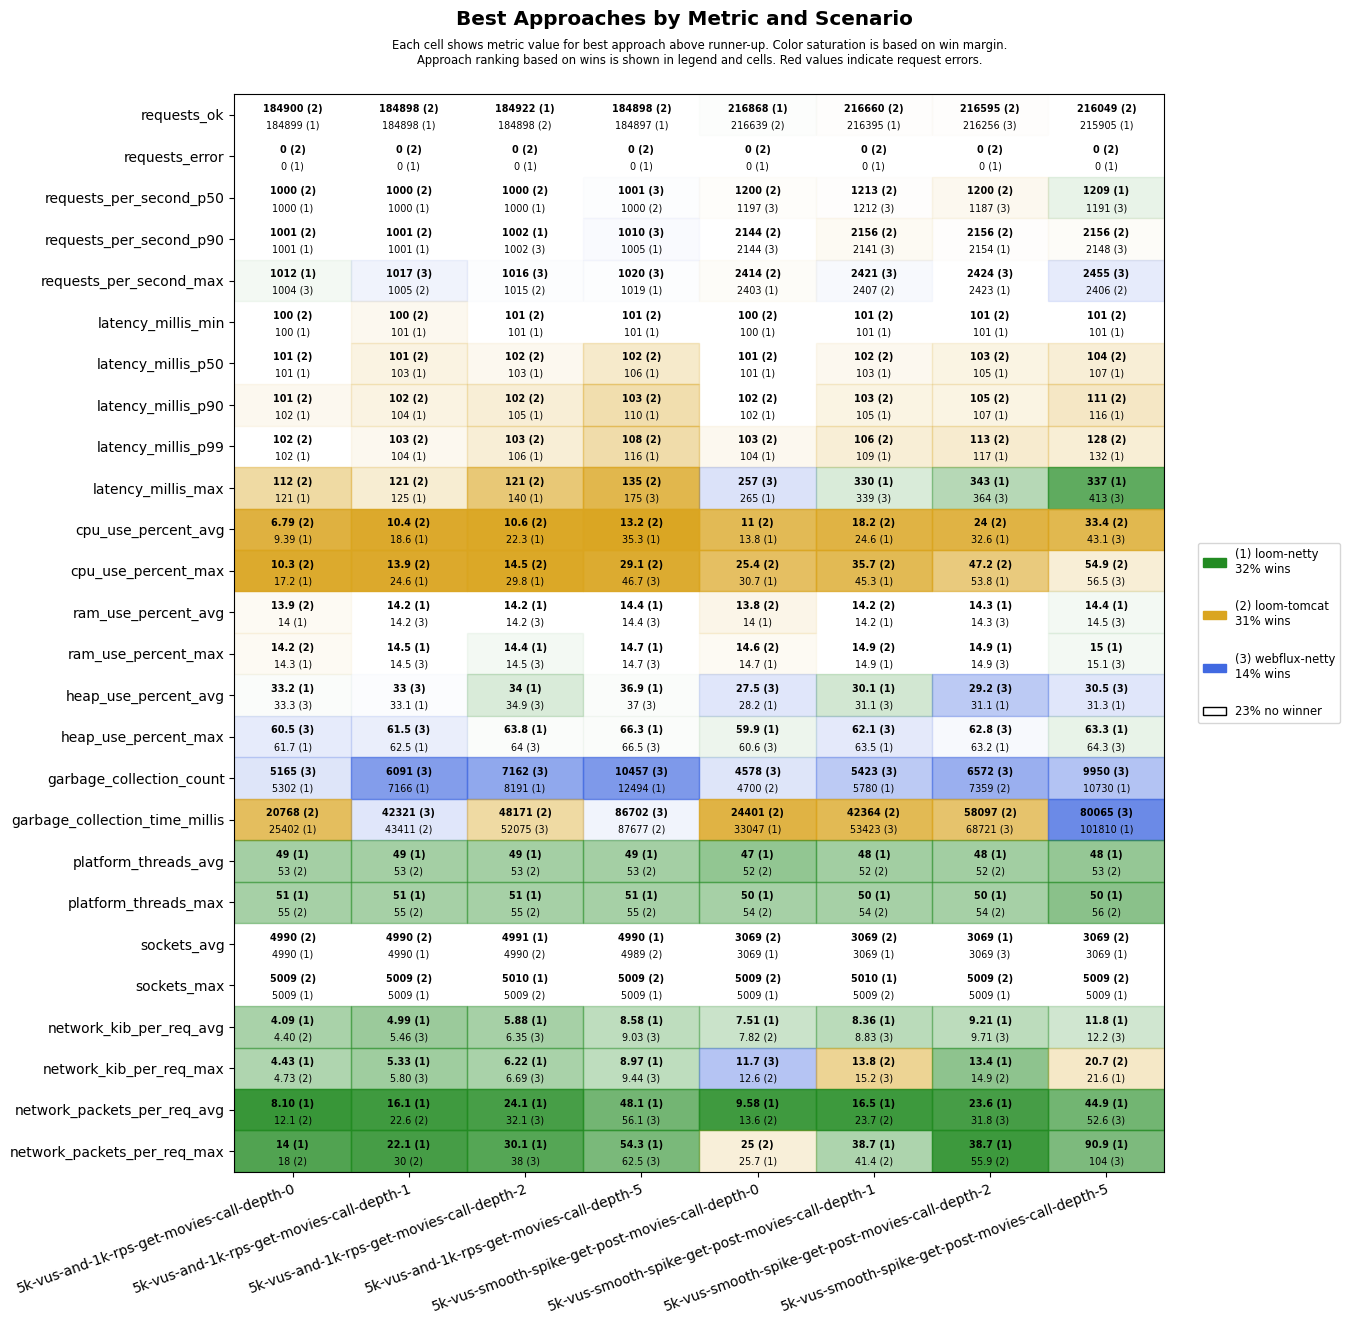 Best Approaches by Metric and Scenario
Each cell shows metric value for best approach above runner-up. Color saturation is based on win margin.
Approach ranking based on wins is shown in legend and cells. Red values indicate request errors.
requests_ok
184900 (2) 184898 (2) 184922 (1) 184898 (2) 216868 (1) 216660 (2) 216595 (2) 216049 (2)
184899 (1) 184898 (1) 184898 (2) 184897 (1) 216639 (2) 216395 (1) 216256 (3) 215905 (1)
requests_error
0 (2) 0 (2) 0 (2) 0 (2) 0 (2) 0 (2) 0 (2) 0 (2)
0 (1) 0 (1) 0 (1) 0 (1) 0 (1) 0 (1) 0 (1) 0 (1)
requests_per_second_p50
1000 (2) 1000 (2) 1000 (2) 1001 (3) 1200 (2) 1213 (2) 1200 (2) 1209 (1)
1000 (1) 1000 (1) 1000 (1) 1000 (2) 1197 (3) 1212 (3) 1187 (3) 1191 (3)
requests_per_second_p90
1001 (2) 1001 (2) 1002 (1) 1010 (3) 2144 (2) 2156 (2) 2156 (2) 2156 (2)
1001 (1) 1001 (1) 1002 (3) 1005 (1) 2144 (3) 2141 (3) 2154 (1) 2148 (3)
requests_per_second_max
1012 (1) 1017 (3) 1016 (3) 1020 (3) 2414 (2) 2421 (3) 2424 (3) 2455 (3)
1004 (3) 1005 (2) 1015 (2) 1019 (1) 2403 (1) 2407 (2) 2423 (1) 2406 (2)
latency_millis_min
100 (2) 100 (2) 101 (2) 101 (2) 100 (2) 101 (2) 101 (2) 101 (2)
100 (1) 101 (1) 101 (1) 101 (1) 100 (1) 101 (1) 101 (1) 101 (1)
latency_millis_p50
101 (2) 101 (2) 102 (2) 102 (2) 101 (2) 102 (2) 103 (2) 104 (2)
101 (1) 103 (1) 103 (1) 106 (1) 101 (1) 103 (1) 105 (1) 107 (1)
latency_millis_p90
101 (2) 102 (2) 102 (2) 103 (2) 102 (2) 103 (2) 105 (2) 111 (2)
102 (1) 104 (1) 105 (1) 110 (1) 102 (1) 105 (1) 107 (1) 116 (1)
latency_millis_p99
102 (2) 103 (2) 103 (2) 108 (2) 103 (2) 106 (2) 113 (2) 128 (2)
102 (1) 104 (1) 106 (1) 116 (1) 104 (1) 109 (1) 117 (1) 132 (1)
latency_millis_max
112 (2) 121 (2) 121 (2) 135 (2) 257 (3) 330 (1) 343 (1) 337 (1)
121 (1) 125 (1) 140 (1) 175 (3) 265 (1) 339 (3) 364 (3) 413 (3)
cpu_use_percent_avg
6.79 (2) 10.4 (2) 10.6 (2) 13.2 (2) 11 (2) 18.2 (2) 24 (2) 33.4 (2)
9.39 (1) 18.6 (1) 22.3 (1) 35.3 (1) 13.8 (1) 24.6 (1) 32.6 (1) 43.1 (3)
cpu_use_percent_max
10.3 (2) 13.9 (2) 14.5 (2) 29.1 (2) 25.4 (2) 35.7 (2) 47.2 (2) 54.9 (2)
17.2 (1) 24.6 (1) 29.8 (1) 46.7 (3) 30.7 (1) 45.3 (1) 53.8 (1) 56.5 (3)
ram_use_percent_avg
13.9 (2) 14.2 (1) 14.2 (1) 14.4 (1) 13.8 (2) 14.2 (2) 14.3 (1) 14.4 (1)
14 (1) 14.2 (3) 14.2 (3) 14.4 (3) 14 (1) 14.2 (1) 14.3 (3) 14.5 (3)
ram_use_percent_max
14.2 (2) 14.5 (1) 14.4 (1) 14.7 (1) 14.6 (2) 14.9 (2) 14.9 (1) 15 (1)
14.3 (1) 14.5 (3) 14.5 (3) 14.7 (3) 14.7 (1) 14.9 (1) 14.9 (3) 15.1 (3)
heap_use_percent_avg
33.2 (1) 33 (3) 34 (1) 36.9 (1) 27.5 (3) 30.1 (1) 29.2 (3) 30.5 (3)
33.3 (3) 33.1 (1) 34.9 (3) 37 (3) 28.2 (1) 31.1 (3) 31.1 (1) 31.3 (1)
heap_use_percent_max
60.5 (3) 61.5 (3) 63.8 (1) 66.3 (1) 59.9 (1) 62.1 (3) 62.8 (3) 63.3 (1)
61.7 (1) 62.5 (1) 64 (3) 66.5 (3) 60.6 (3) 63.5 (1) 63.2 (1) 64.3 (3)
garbage_collection_count
5165 (3) 6091 (3) 7162 (3) 10457 (3) 4578 (3) 5423 (3) 6572 (3) 9950 (3)
5302 (1) 7166 (1) 8191 (1) 12494 (1) 4700 (2) 5780 (1) 7359 (2) 10730 (1)
garbage_collection_time_millis
20768 (2) 42321 (3) 48171 (2) 86702 (3) 24401 (2) 42364 (2) 58097 (2) 80065 (3)
25402 (1) 43411 (2) 52075 (3) 87677 (2) 33047 (1) 53423 (3) 68721 (3) 101810 (1)
platform_threads_avg
49 (1) 49 (1) 49 (1) 49 (1) 47 (1) 48 (1) 48 (1) 48 (1)
53 (2) 53 (2) 53 (2) 53 (2) 52 (2) 52 (2) 52 (2) 53 (2)
platform_threads_max
51 (1) 51 (1) 51 (1) 51 (1) 50 (1) 50 (1) 50 (1) 50 (1)
55 (2) 55 (2) 55 (2) 55 (2) 54 (2) 54 (2) 54 (2) 56 (2)
sockets_avg
4990 (2) 4990 (2) 4991 (1) 4990 (1) 3069 (2) 3069 (2) 3069 (1) 3069 (2)
4990 (1) 4990 (1) 4990 (2) 4989 (2) 3069 (1) 3069 (1) 3069 (3) 3069 (1)
sockets_max
5009 (2) 5009 (2) 5010 (1) 5009 (2) 5009 (2) 5010 (1) 5009 (2) 5009 (2)
5009 (1) 5009 (1) 5009 (2) 5009 (1) 5009 (1) 5009 (2) 5009 (1) 5009 (1)
network_kib_per_req_avg
4.09 (1) 4.99 (1) 5.88 (1) 8.58 (1) 7.51 (1) 8.36 (1) 9.21 (1) 11.8 (1)
4.40 (2) 5.46 (3) 6.35 (3) 9.03 (3) 7.82 (2) 8.83 (3) 9.71 (3) 12.2 (3)
network_kib_per_req_max
4.43 (1) 5.33 (1) 6.22 (1) 8.97 (1) 11.7 (3) 13.8 (2) 13.4 (1) 20.7 (2)
4.73 (2) 5.80 (3) 6.69 (3) 9.44 (3) 12.6 (2) 15.2 (3) 14.9 (2) 21.6 (1)
network_packets_per_req_avg
8.10 (1) 16.1 (1) 24.1 (1) 48.1 (1) 9.58 (1) 16.5 (1) 23.6 (1) 44.9 (1)
12.1 (2) 22.6 (2) 32.1 (3) 56.1 (3) 13.6 (2) 23.7 (2) 31.8 (3) 52.6 (3)
network_packets_per_req_max
14 (1) 22.1 (1) 30.1 (1) 54.3 (1) 25 (2) 38.7 (1) 38.7 (1) 90.9 (1)
18 (2) 30 (2) 38 (3) 62.5 (3) 25.7 (1) 41.4 (2) 55.9 (2) 104 (3)
5k-vus-and-1k-rps-get-movies-call-depth-0
5k-vus-and-1k-rps-get-movies-call-depth-1
5k-vus-and-1k-rps-get-movies-call-depth-2
5k-vus-and-1k-rps-get-movies-call-depth-5
5k-vus-smooth-spike-get-post-movies-call-depth-0
5k-vus-smooth-spike-get-post-movies-call-depth-1
5k-vus-smooth-spike-get-post-movies-call-depth-2
5k-vus-smooth-spike-get-post-movies-call-depth-5
(1) loom-netty
32% wins
(2) loom-tomcat
31% wins
(3) webflux-netty
14% wins
23% no winner